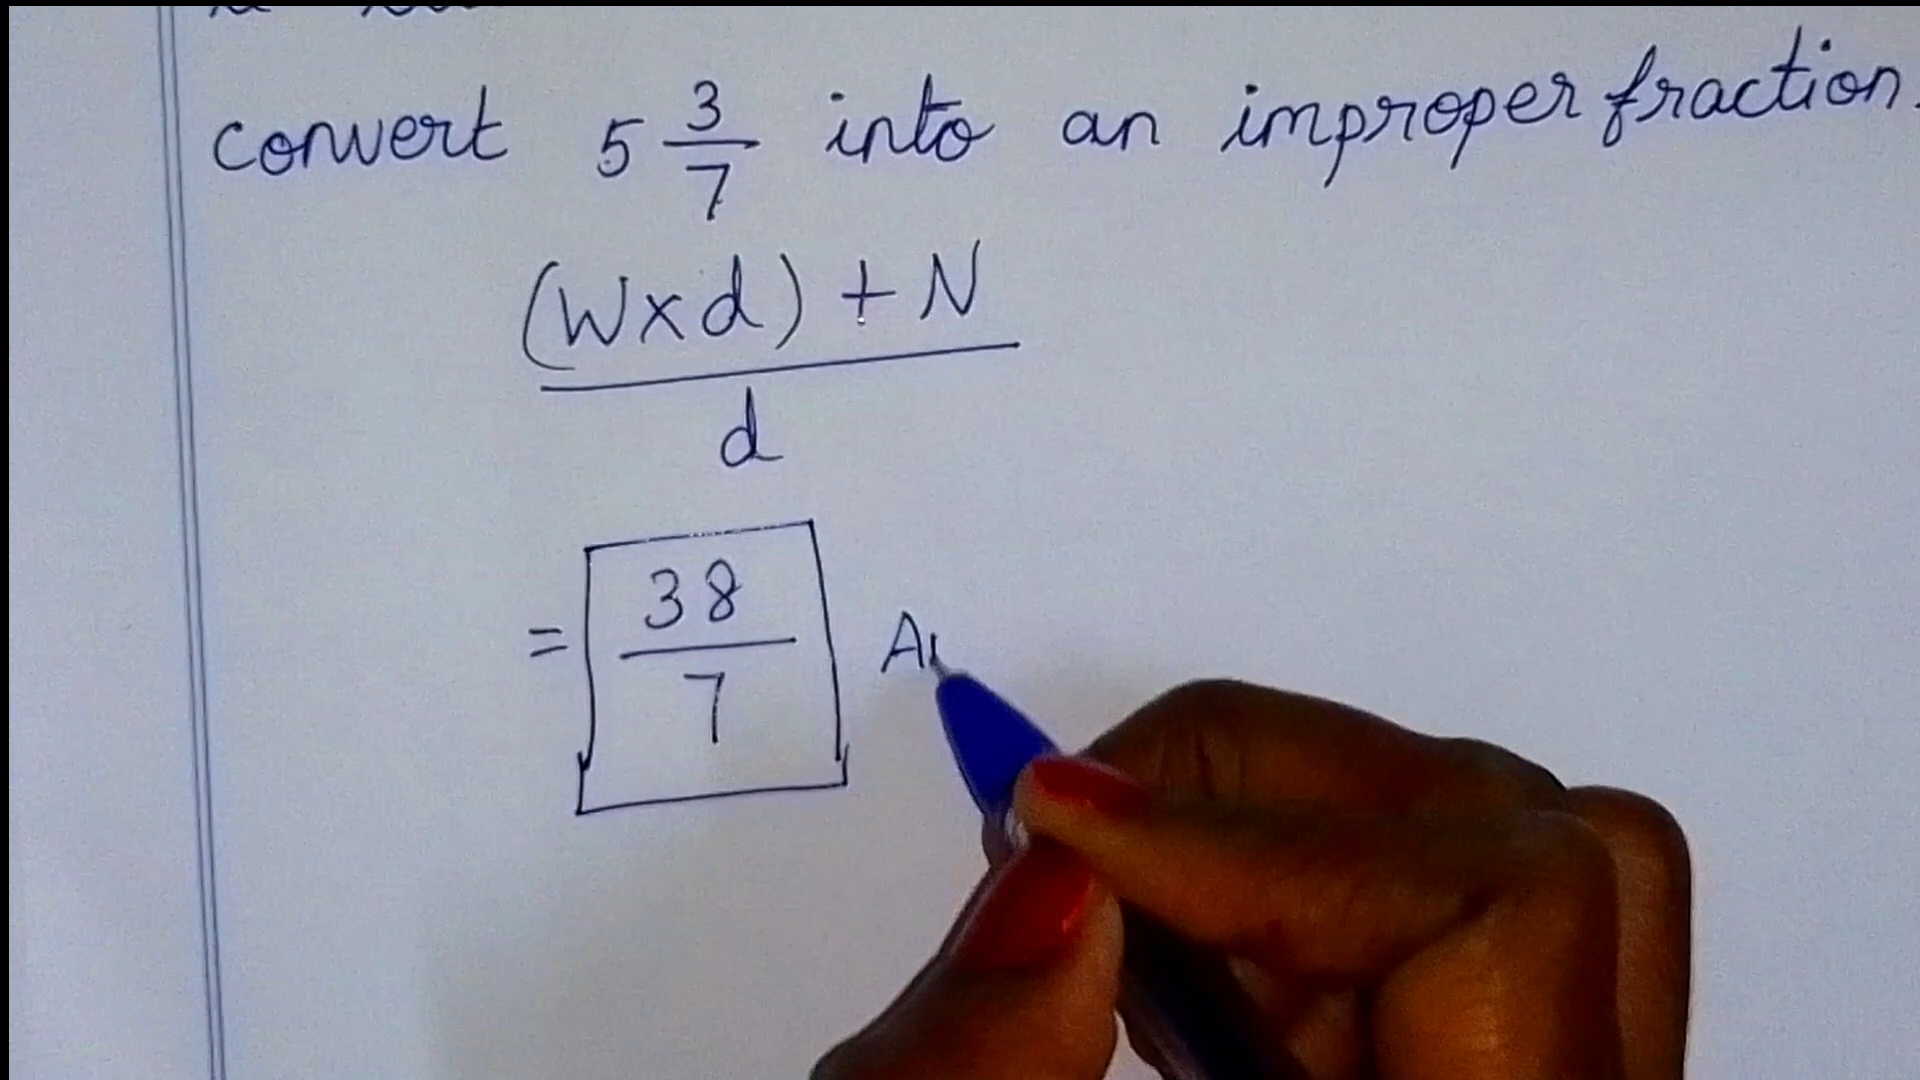 convert 5 3/7 into an improper fraction.
(W×d) + N
d
= 38/7 A